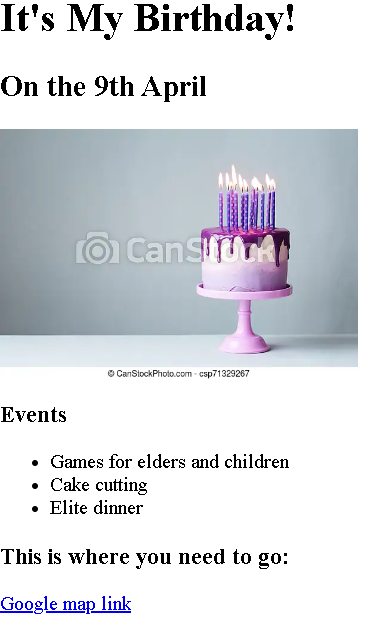 It's My Birthday!
On the 9th April
CanStock
© CanStockPhoto.com - csp71329267
Events
Games for elders and children
Cake cutting
Elite dinner
This is where you need to go:
Google map link